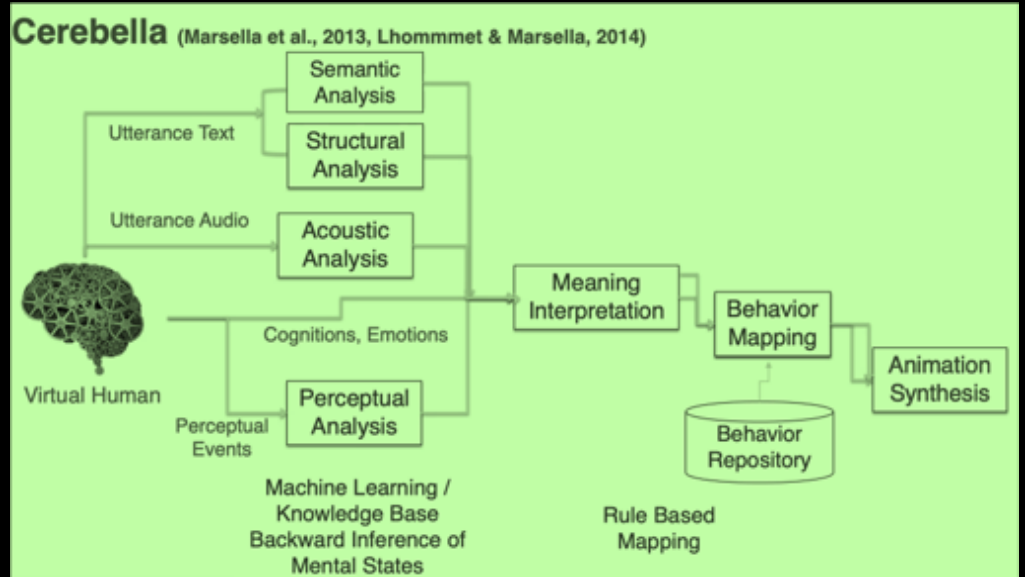 Cerebella (Marsella et al., 2013, Lhommmet & Marsella, 2014)
Semantic
Analysis
Utterance Text
Structural
Analysis
Utterance Audio
Acoustic
Analysis
Meaning
Interpretation
Behavior
Mapping
Cognitions, Emotions
Animation
Synthesis
Virtual Human
Perceptual
Analysis
Perceptual
Events
Behavior
Repository
Machine Learning /
Knowledge Base
Backward Inference of
Mental States
Rule Based
Mapping